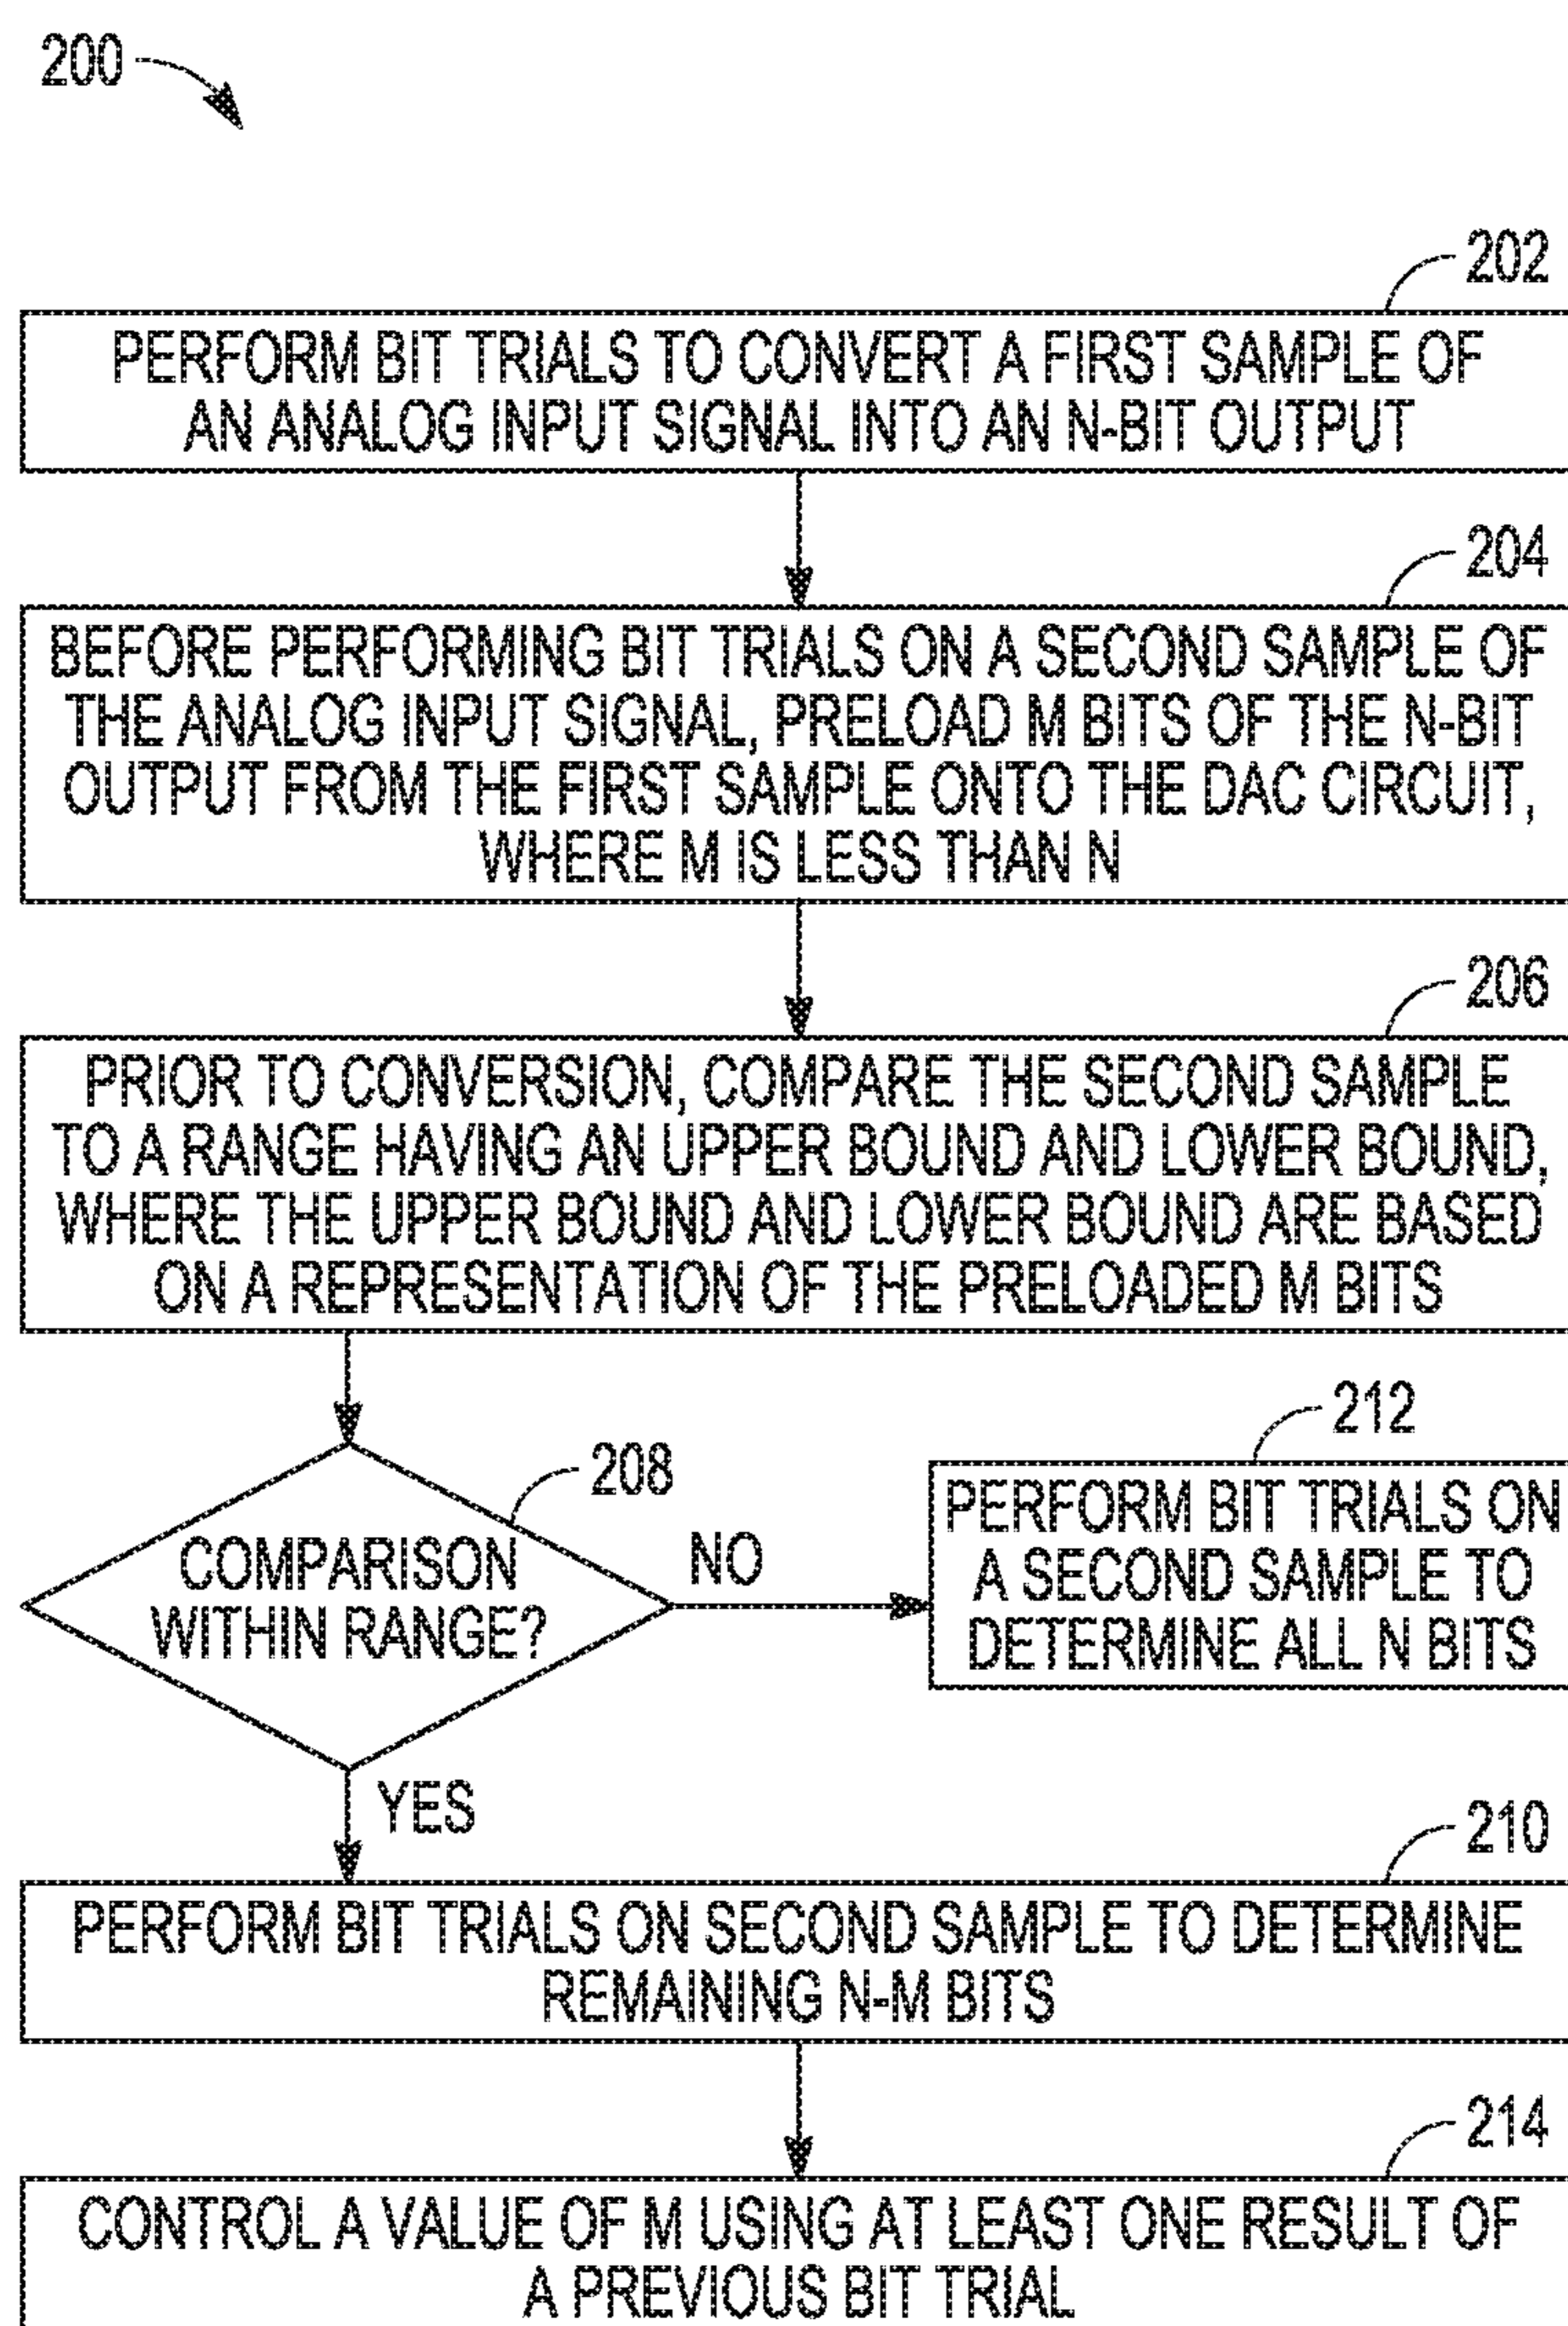 200
202
PERFORM BIT TRIALS TO CONVERT A FIRST SAMPLE OF
AN ANALOG INPUT SIGNAL INTO AN N-BIT OUTPUT
204
BEFORE PERFORMING BIT TRIALS ON A SECOND SAMPLE OF
THE ANALOG INPUT SIGNAL, PRELOAD M BITS OF THE N-BIT
OUTPUT FROM THE FIRST SAMPLE ONTO THE DAC CIRCUIT,
WHERE M IS LESS THAN N
206
PRIOR TO CONVERSION, COMPARE THE SECOND SAMPLE
TO A RANGE HAVING AN UPPER BOUND AND LOWER BOUND,
WHERE THE UPPER BOUND AND LOWER BOUND ARE BASED
ON A REPRESENTATION OF THE PRELOADED M BITS
208
COMPARISON
WITHIN RANGE?
NO
212
PERFORM BIT TRIALS ON
A SECOND SAMPLE TO
DETERMINE ALL N BITS
YES
210
PERFORM BIT TRIALS ON SECOND SAMPLE TO DETERMINE
REMAINING N-M BITS
214
CONTROL A VALUE OF M USING AT LEAST ONE RESULT OF
A PREVIOUS BIT TRIAL